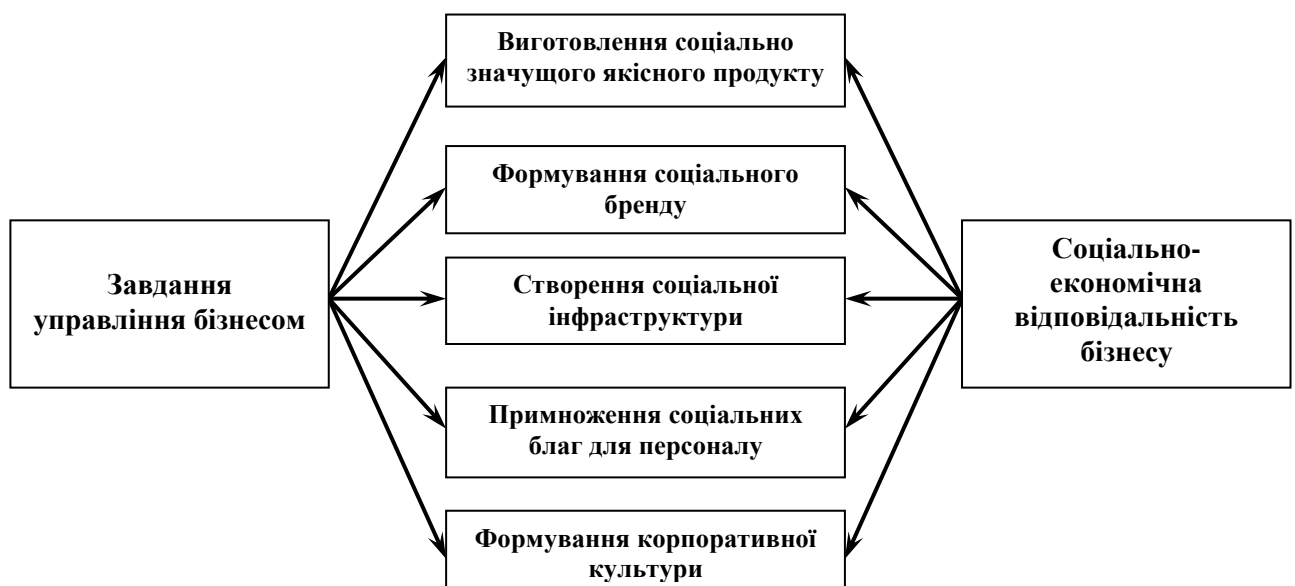 Виготовлення соціально
значущого якісного продукту
Формування соціального
бренду
Завдання
управління бізнесом
Створення соціальної
інфраструктури
Соціально-
економічна
відповідальність
бізнесу
Примноження соціальних
благ для персоналу
Формування корпоративної
культури